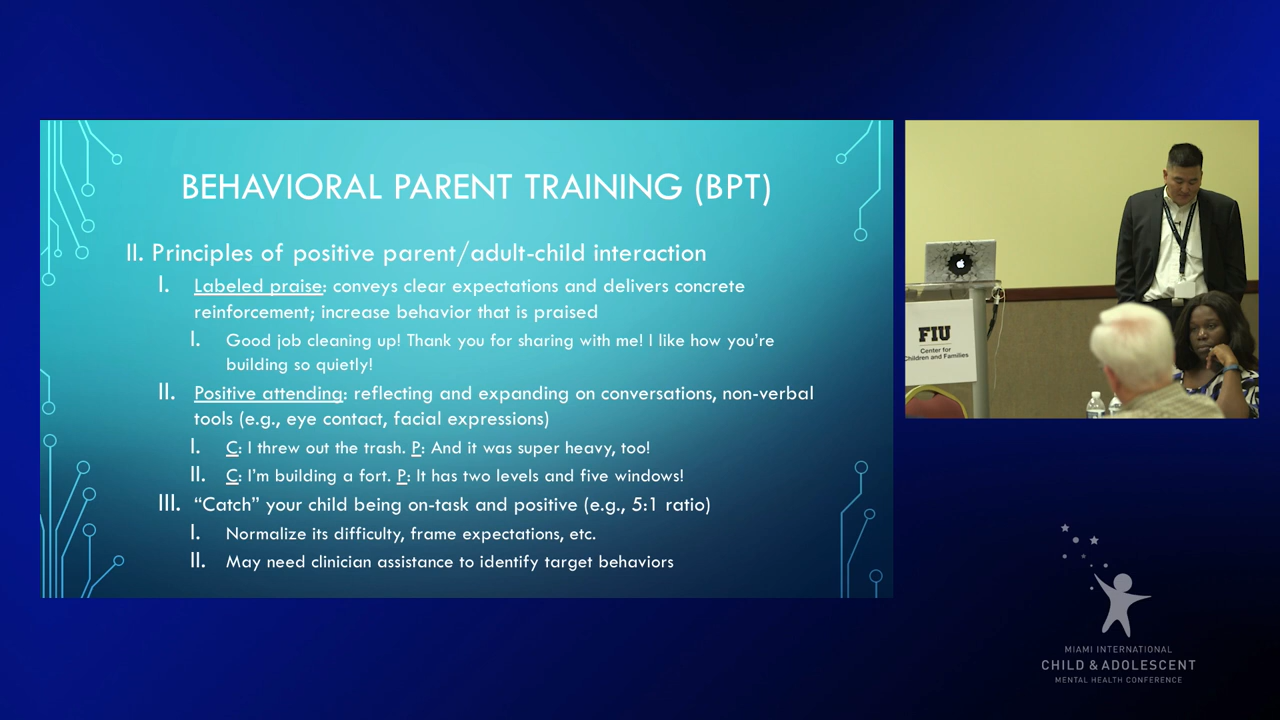 BEHAVIORAL PARENT TRAINING (BPT)
II. Principles of positive parent/adult-child interaction
I. Labeled praise: conveys clear expectations and delivers concrete
reinforcement; increase behavior that is praised
I. Good job cleaning up! Thank you for sharing with me! I like how you're
building so quietly!
II. Positive attending: reflecting and expanding on conversations, non-verbal
tools (e.g., eye contact, facial expressions)
I. C: I threw out the trash. P: And it was super heavy, too!
II. C: I'm building a fort. P: It has two levels and five windows!
III. "Catch" your child being on-task and positive (e.g., 5:1 ratio)
I. Normalize its difficulty, frame expectations, etc.
II. May need clinician assistance to identify target behaviors
FIU
Center for
Children and Families
MIAMI INTERNATIONAL
CHILD & ADOLESCENT
MENTAL HEALTH CONFERENCE